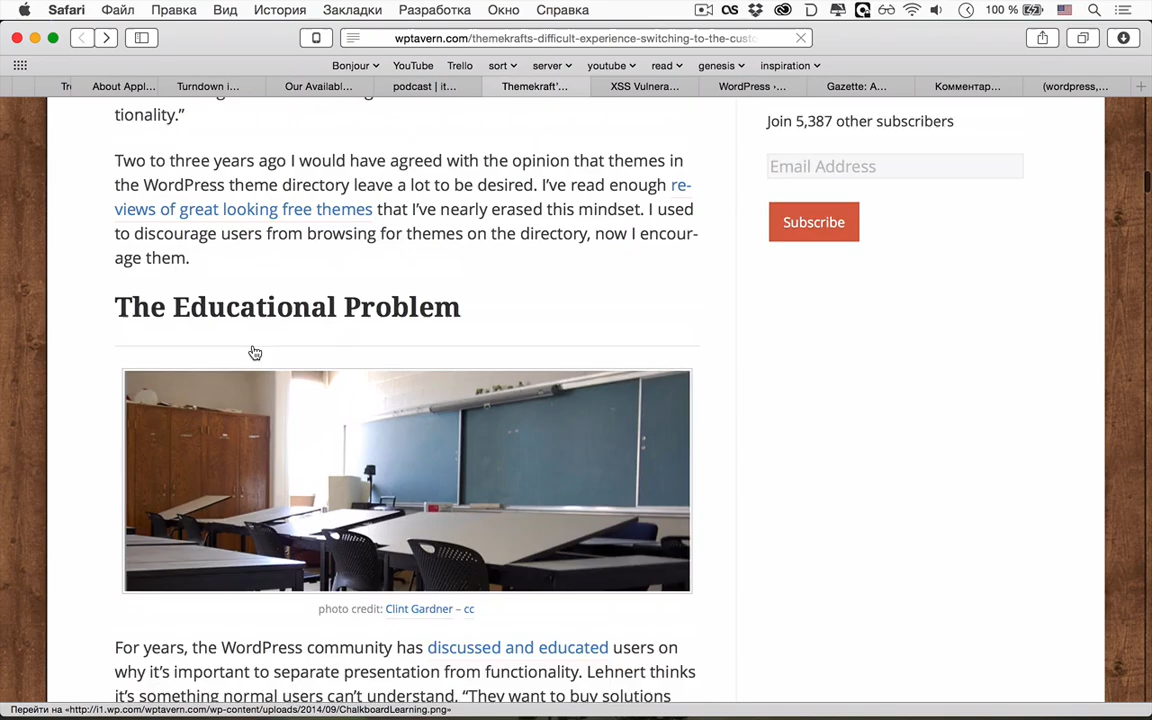 Safari Файл Правка Вид История Закладки Разработка Окно Справка 100 %
wptavern.com/themekrafts-difficult-experience-switching-to-the-custo
Bonjour YouTube Trello sort server youtube read genesis inspiration
About Appl... Turndown i... Our Availabl... podcast | it... Themekraft'... XSS Vulnera... WordPress ›... Gazette: A... Комментар... (wordpress,...
tionality.”
Two to three years ago I would have agreed with the opinion that themes in
the WordPress theme directory leave a lot to be desired. I’ve read enough re-
views of great looking free themes that I’ve nearly erased this mindset. I used
to discourage users from browsing for themes on the directory, now I encour-
age them.
The Educational Problem
photo credit: Clint Gardner – cc
For years, the WordPress community has discussed and educated users on
why it’s important to separate presentation from functionality. Lehnert thinks
it’s something normal users can’t understand. “They want to buy solutions
Join 5,387 other subscribers
Email Address
Subscribe
Перейти на «http://i1.wp.com/wptavern.com/wp-content/uploads/2014/09/ChalkboardLearning.png»